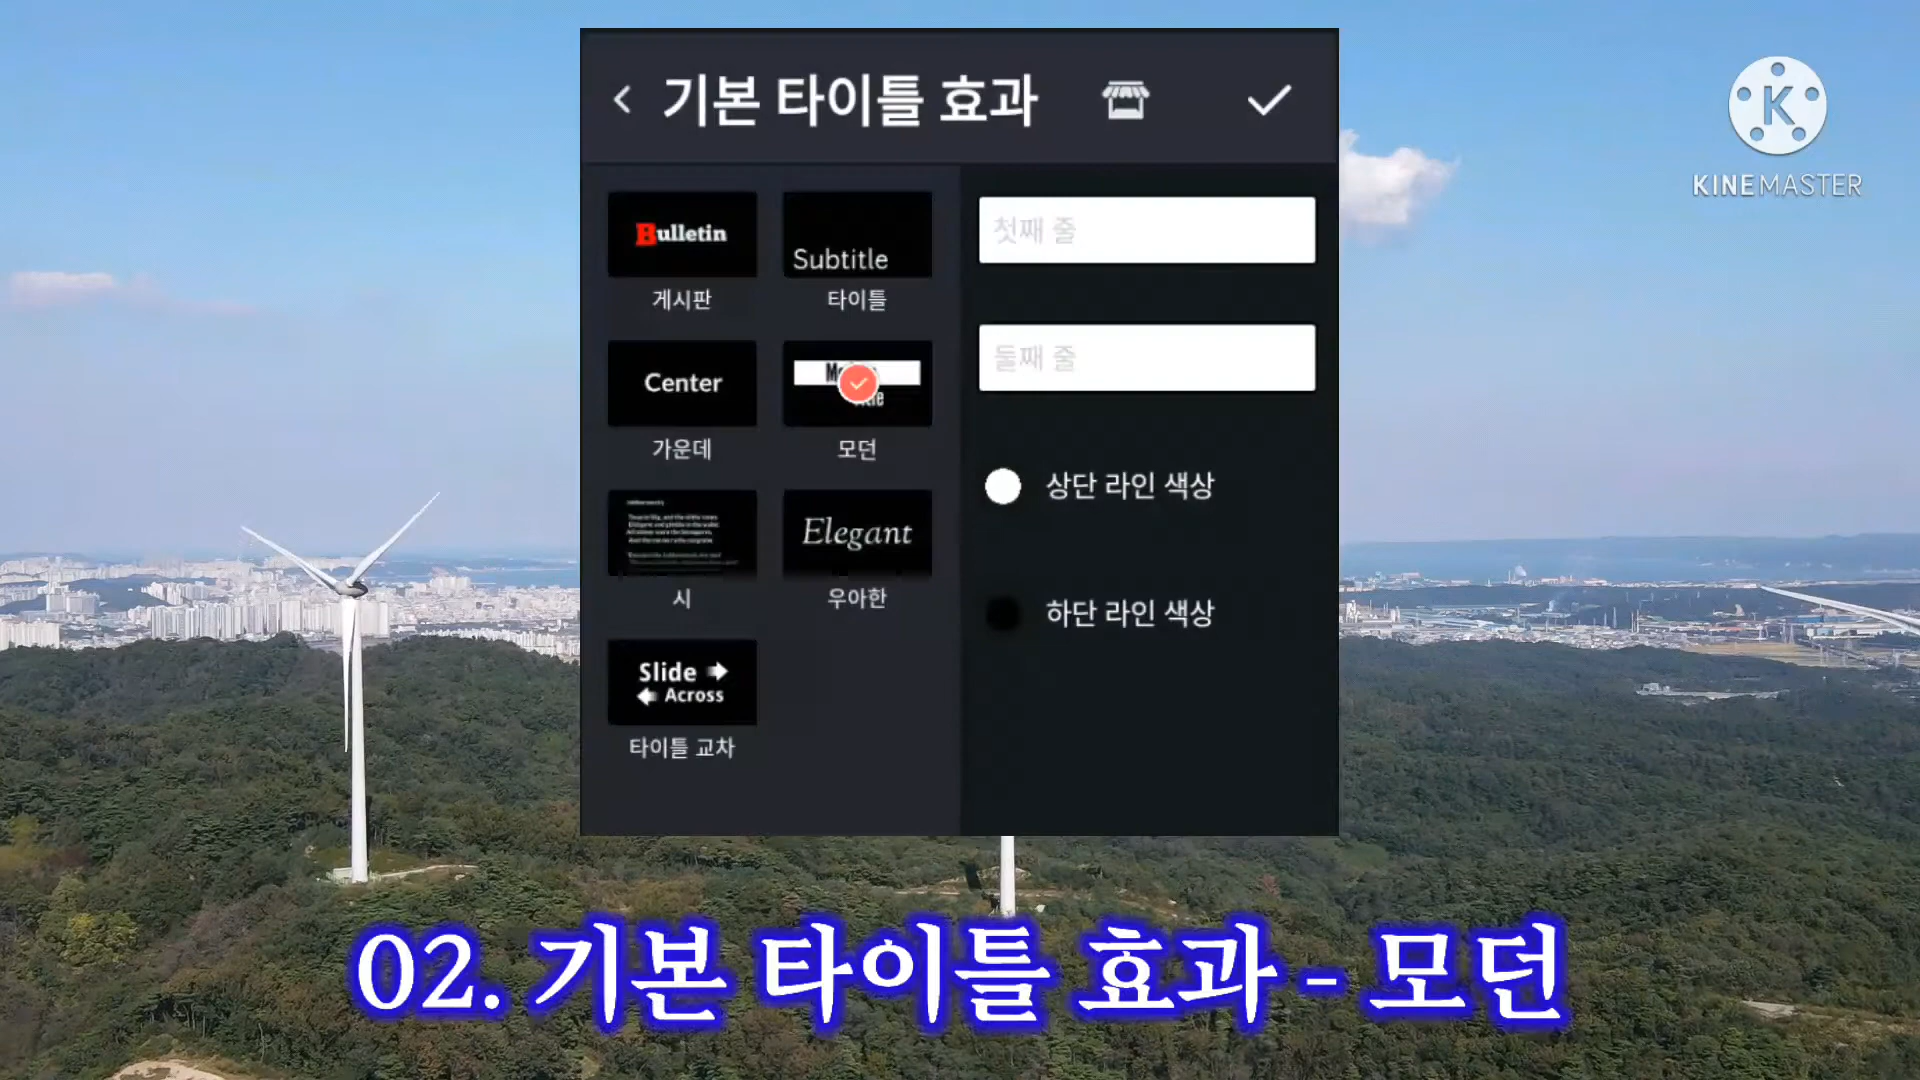 기본 타이틀 효과
KINEMASTER
Bulletin
게시판
Subtitle
타이틀
Center
가운데
모던
시
Elegant
우아한
Slide
Across
타이틀 교차
첫째 줄
둘째 줄
상단 라인 색상
하단 라인 색상
02. 기본 타이틀 효과 - 모던